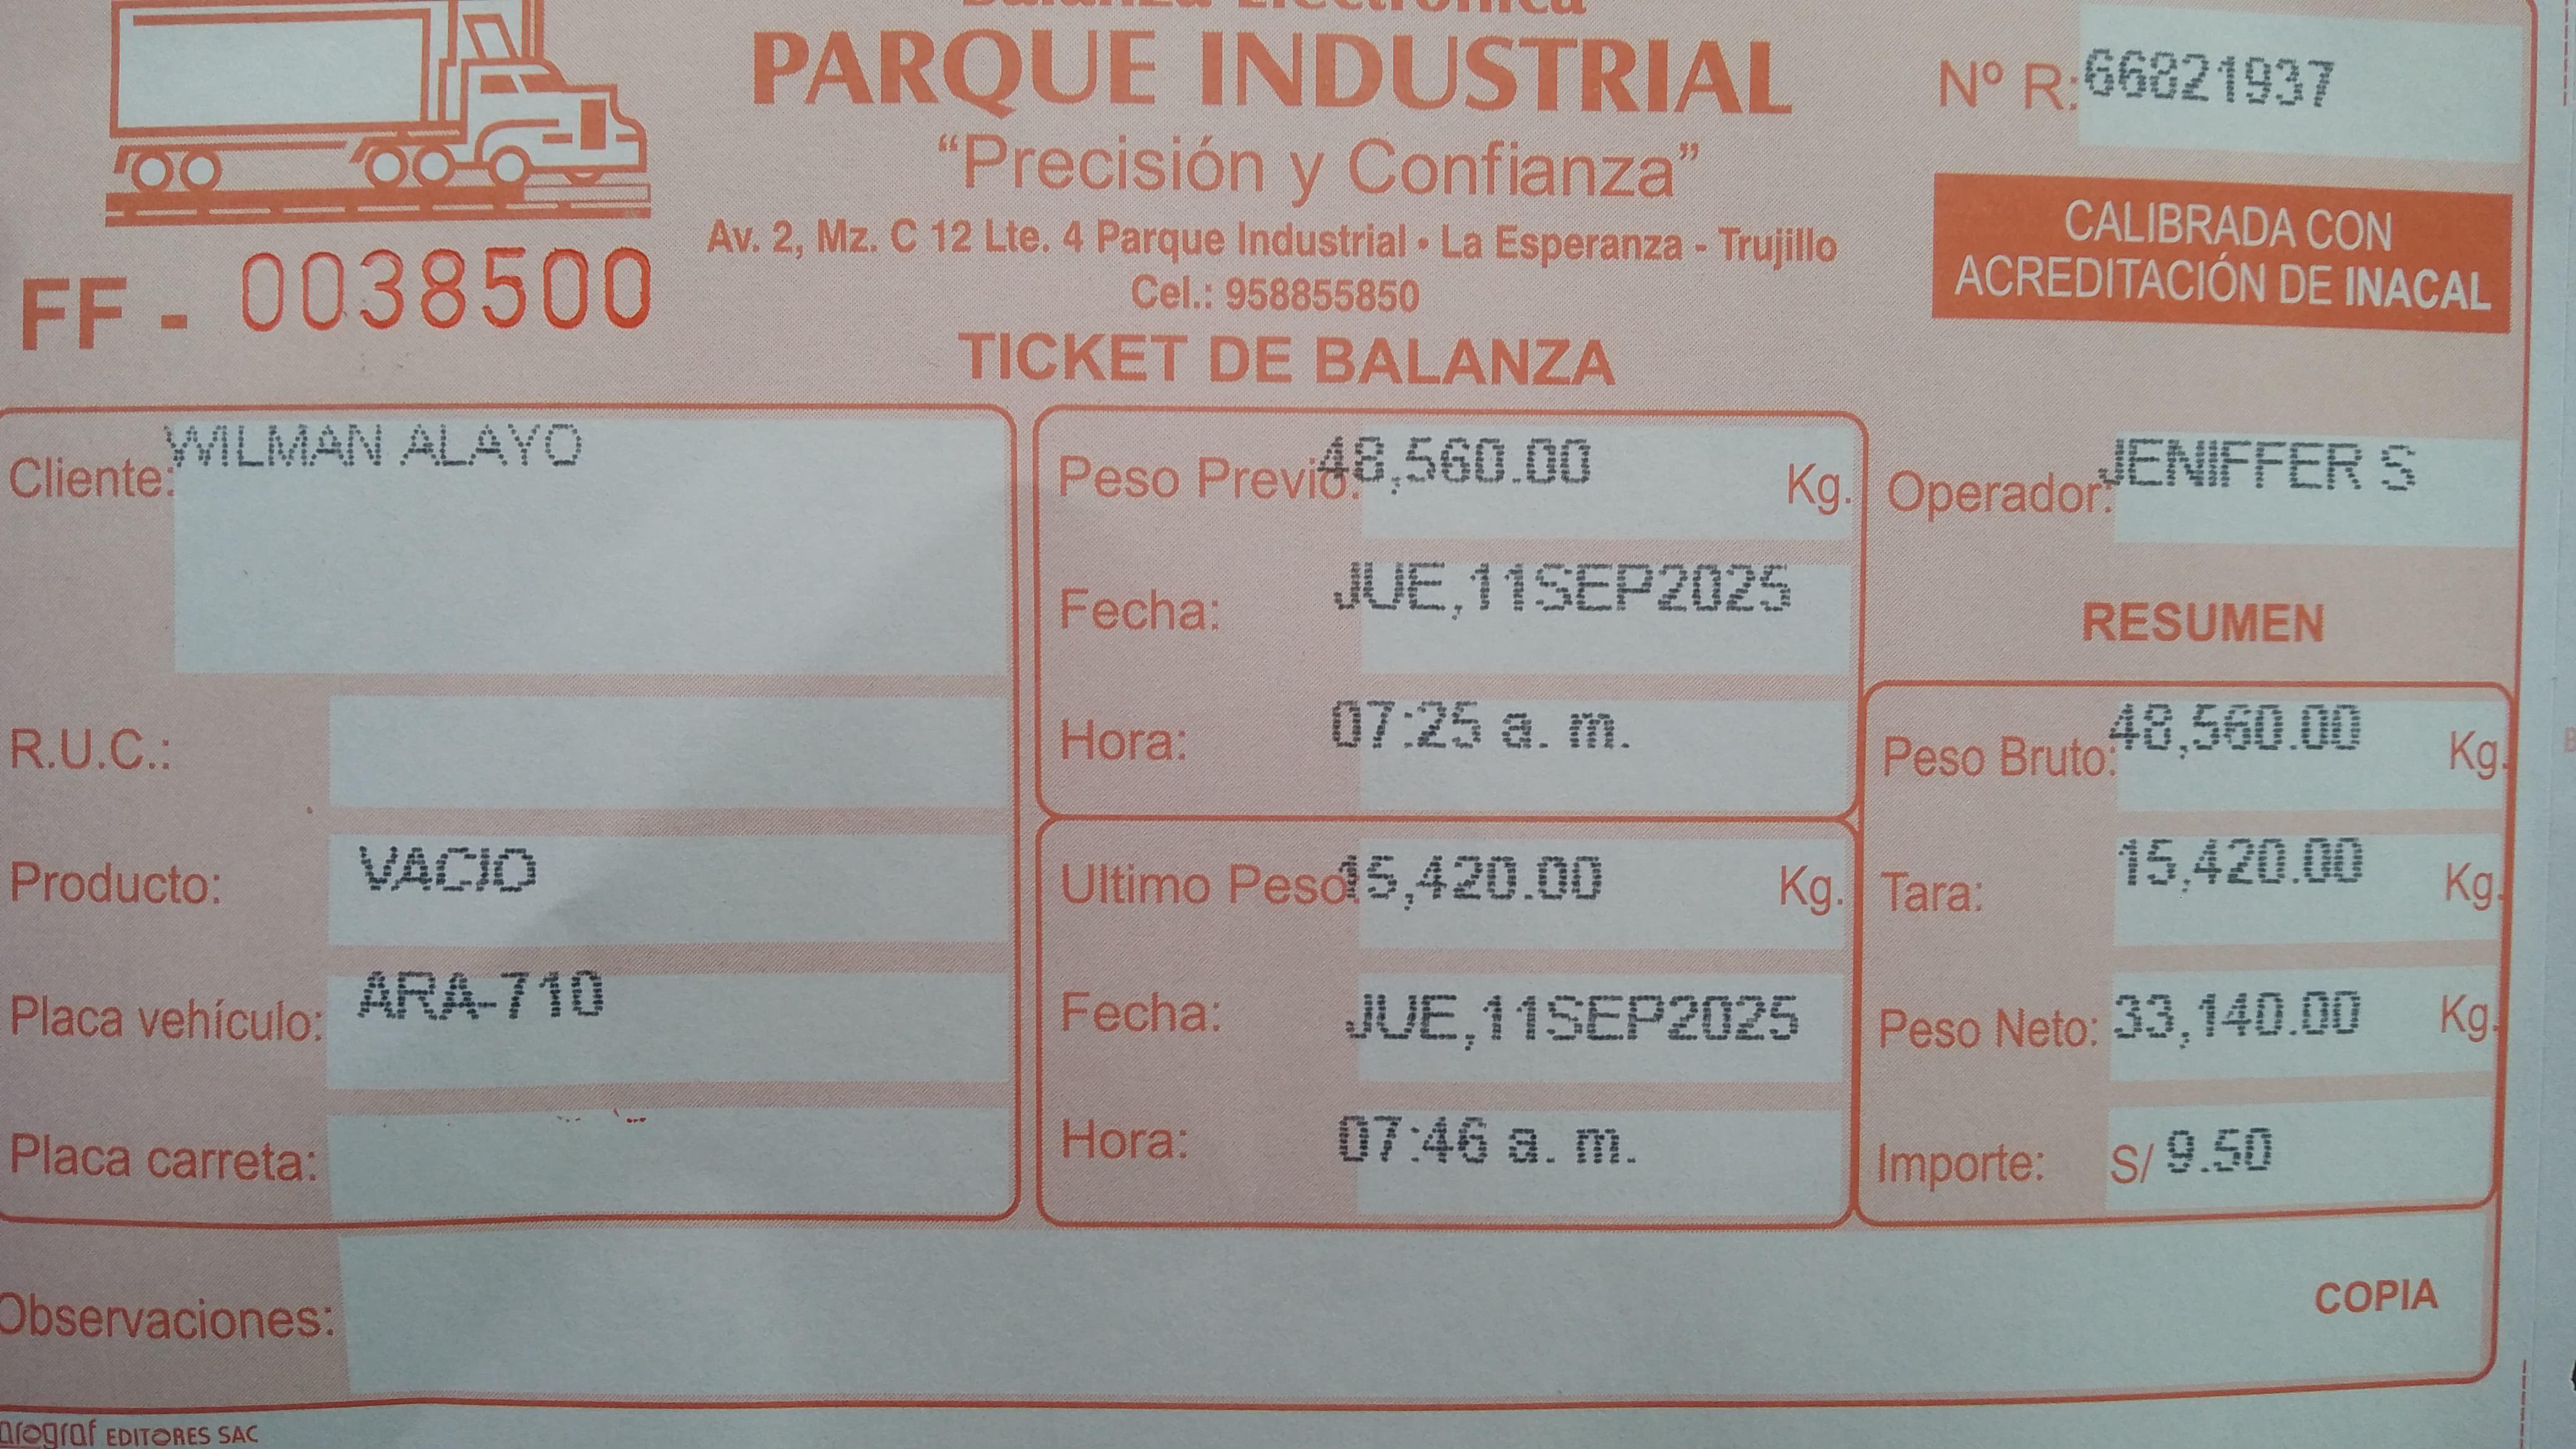 Balanza Electrónica
PARQUE INDUSTRIAL
“Precisión y Confianza”
Av. 2, Mz. C 12 Lte. 4 Parque Industrial • La Esperanza - Trujillo
Cel.: 958855850
Nº R: 66821937
CALIBRADA CON
ACREDITACIÓN DE INACAL
FF - 0038500
TICKET DE BALANZA
Cliente: WILMAN ALAYO
R.U.C.:
Producto: VACIO
Placa vehículo: ARA-710
Placa carreta:
Peso Previo: 48,560.00 Kg.
Fecha: JUE,11SEP2025
Hora: 07:25 a. m.
Ultimo Peso: 15,420.00 Kg.
Fecha: JUE,11SEP2025
Hora: 07:46 a. m.
Operador: JENIFFER S
RESUMEN
Peso Bruto: 48,560.00 Kg.
Tara: 15,420.00 Kg.
Peso Neto: 33,140.00 Kg.
Importe: S/ 9.50
Observaciones:
COPIA
EDITORES SAC